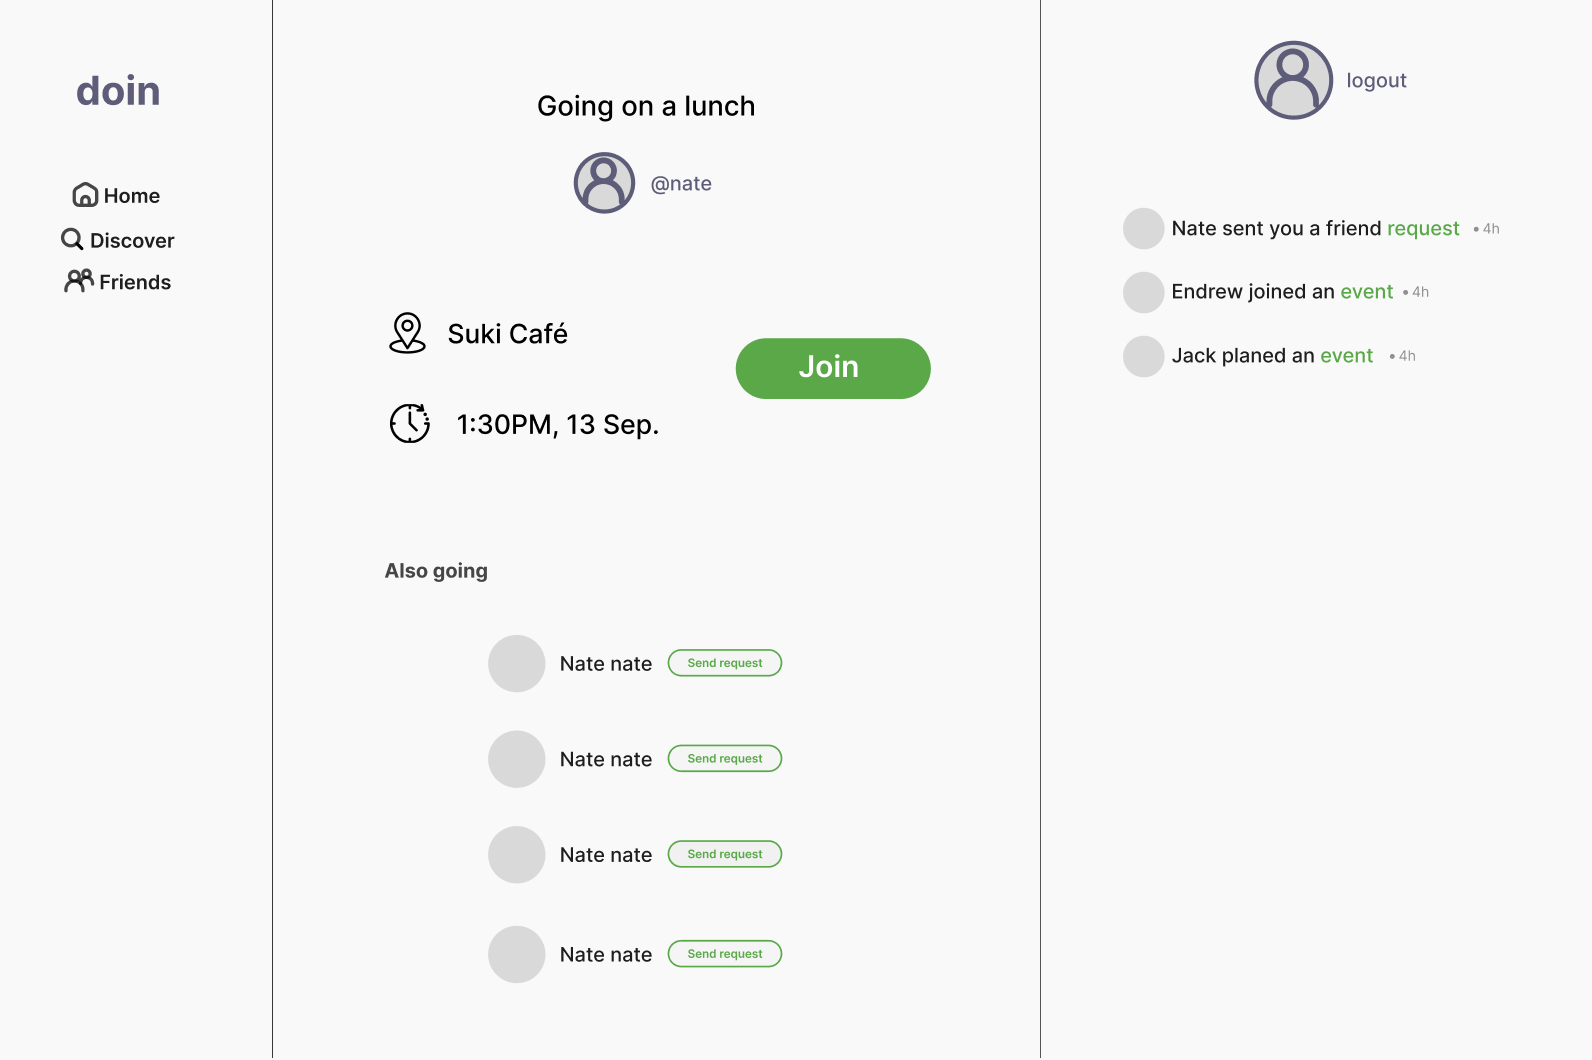 doin
Home
Discover
Friends
Going on a lunch
@nate
Suki Café
Join
1:30PM, 13 Sep.
Also going
Nate nate Send request
Nate nate Send request
Nate nate Send request
Nate nate Send request
logout
Nate sent you a friend request • 4h
Endrew joined an event • 4h
Jack planed an event • 4h